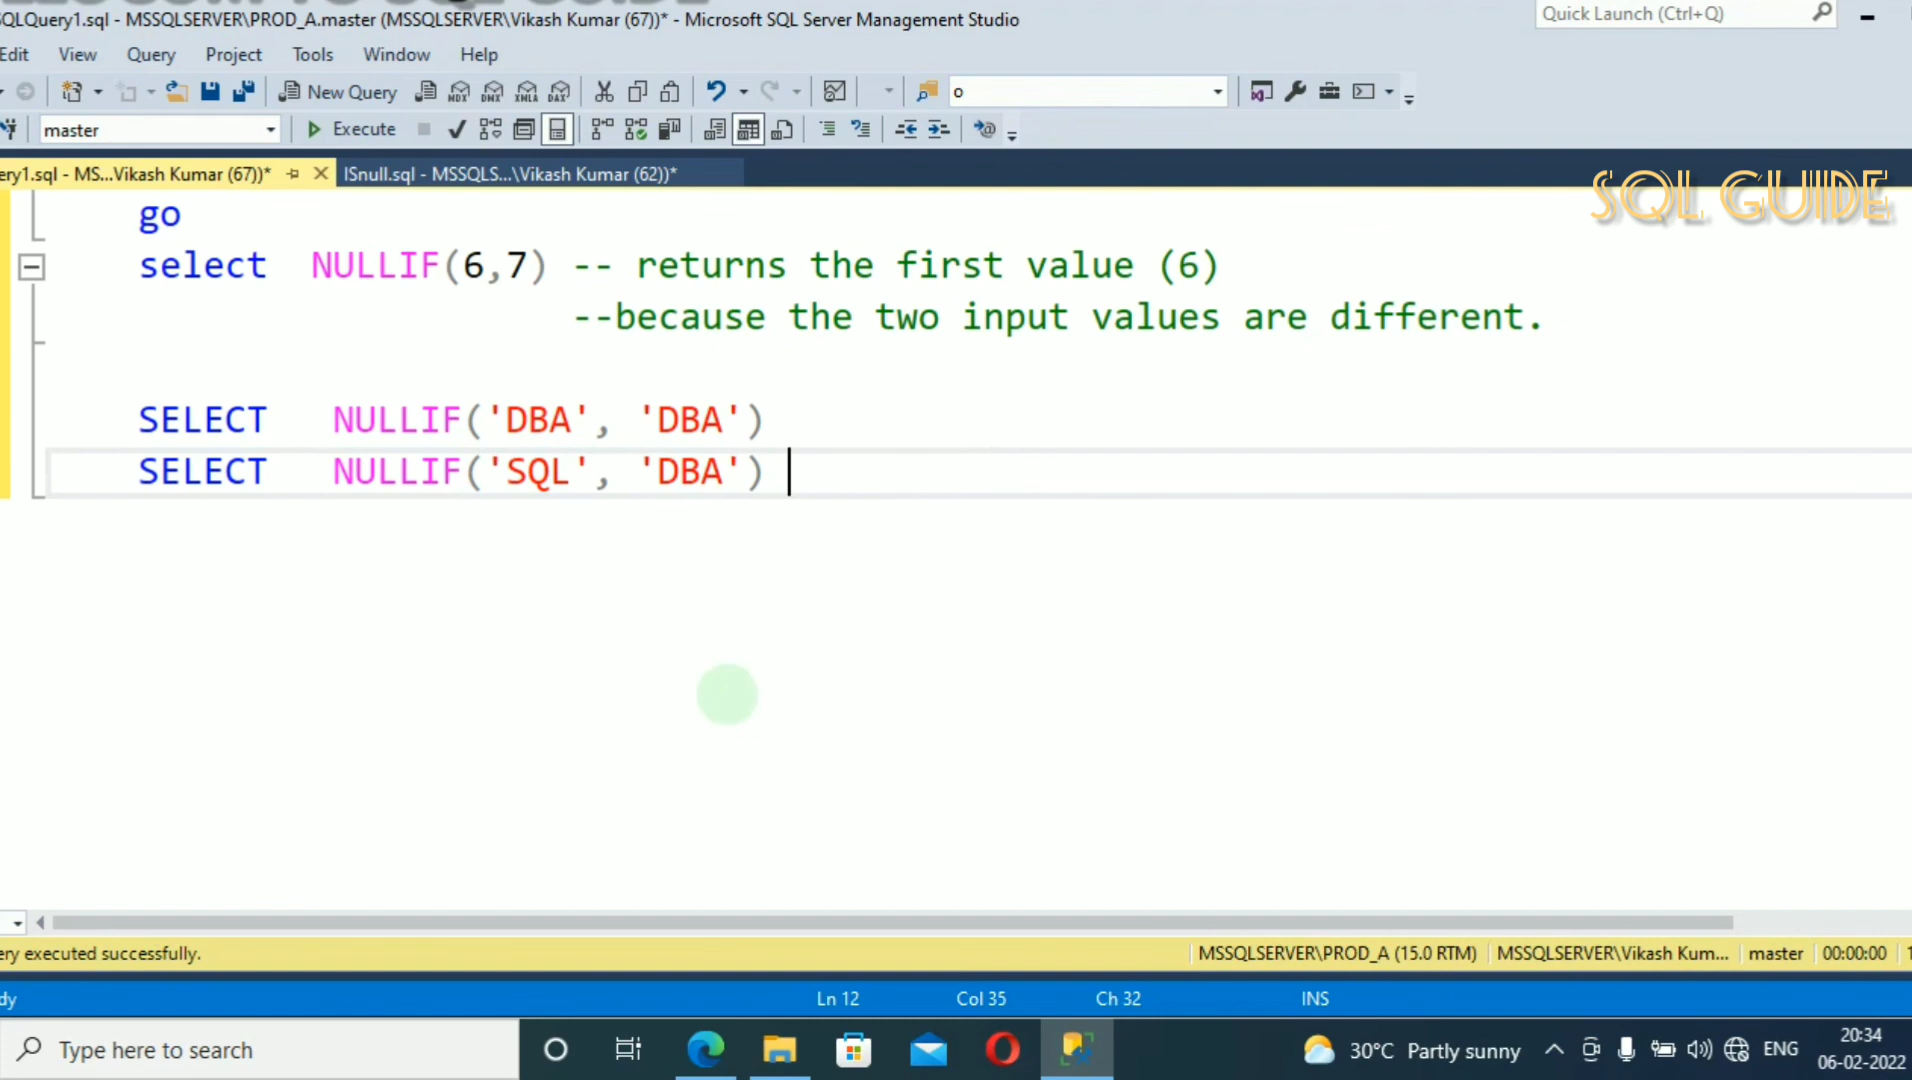 SQLQuery1.sql - MSSQLSERVER\PROD_A.master (MSSQLSERVER\Vikash Kumar (67))* - Microsoft SQL Server Management Studio
Quick Launch (Ctrl+Q)
Edit View Query Project Tools Window Help
New Query MDX DMX XMLA DAX o
master Execute
ery1.sql - MS...Vikash Kumar (67))* ISnull.sql - MSSQLS...\Vikash Kumar (62))*
SQL GUIDE
go
select NULLIF(6,7) -- returns the first value (6)
--because the two input values are different.
SELECT NULLIF('DBA', 'DBA')
SELECT NULLIF('SQL', 'DBA')
ery executed successfully. MSSQLSERVER\PROD_A (15.0 RTM) MSSQLSERVER\Vikash Kum... master 00:00:00
dy Ln 12 Col 35 Ch 32 INS
Type here to search 30°C Partly sunny ENG 20:34
06-02-2022